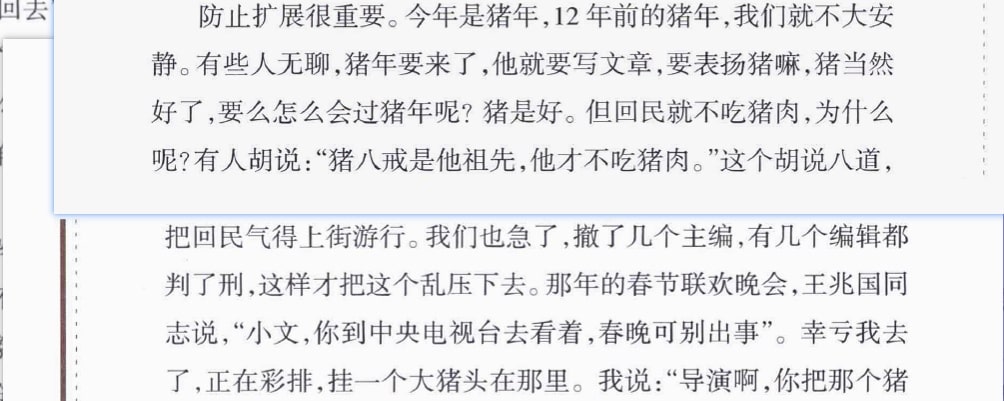 回去
防止扩展很重要。今年是猪年,12 年前的猪年,我们就不大安
静。有些人无聊,猪年要来了,他就要写文章,要表扬猪嘛,猪当然
好了,要么怎么会过猪年呢? 猪是好。但回民就不吃猪肉,为什么
呢?有人胡说:“猪八戒是他祖先,他才不吃猪肉。”这个胡说八道,
把回民气得上街游行。我们也急了,撤了几个主编,有几个编辑都
判了刑,这样才把这个乱压下去。那年的春节联欢晚会,王兆国同
志说,“小文,你到中央电视台去看着,春晚可别出事”。幸亏我去
了,正在彩排,挂一个大猪头在那里。我说:“导演啊,你把那个猪